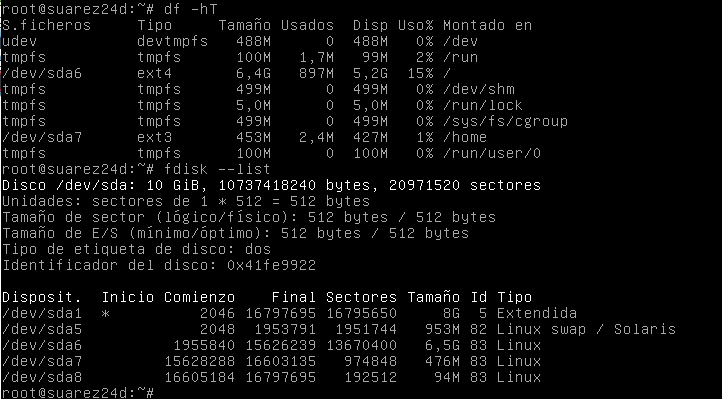 root@suarez24d:~# df -hT
S.ficheros     Tipo     Tamaño Usados  Disp Uso% Montado en
udev           devtmpfs   488M      0  488M   0% /dev
tmpfs          tmpfs      100M   1,7M   99M   2% /run
/dev/sda6      ext4       6,4G   897M  5,2G  15% /
tmpfs          tmpfs      499M      0  499M   0% /dev/shm
tmpfs          tmpfs      5,0M      0  5,0M   0% /run/lock
tmpfs          tmpfs      499M      0  499M   0% /sys/fs/cgroup
/dev/sda7      ext3       453M   2,4M  427M   1% /home
tmpfs          tmpfs      100M      0  100M   0% /run/user/0
root@suarez24d:~# fdisk --list
Disco /dev/sda: 10 GiB, 10737418240 bytes, 20971520 sectores
Unidades: sectores de 1 * 512 = 512 bytes
Tamaño de sector (lógico/físico): 512 bytes / 512 bytes
Tamaño de E/S (mínimo/óptimo): 512 bytes / 512 bytes
Tipo de etiqueta de disco: dos
Identificador del disco: 0x41fe9922
Disposit.  Inicio Comienzo    Final Sectores Tamaño Id Tipo
/dev/sda1  *          2046 16797695 16795650     8G  5 Extendida
/dev/sda5             2048  1953791  1951744   953M 82 Linux swap / Solaris
/dev/sda6          1955840 15626239 13670400   6,5G 83 Linux
/dev/sda7         15628288 16603135   974848   476M 83 Linux
/dev/sda8         16605184 16797695   192512    94M 83 Linux
root@suarez24d:~#